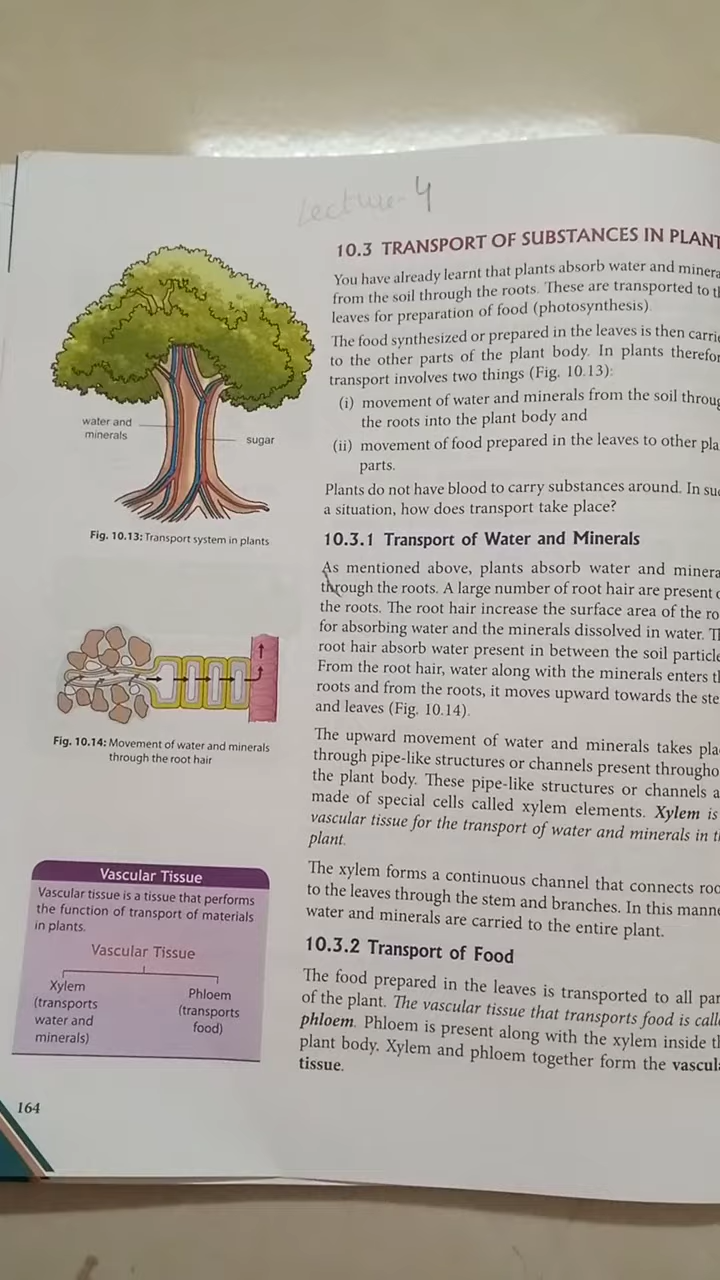 Lecture-4
10.3 TRANSPORT OF SUBSTANCES IN PLANT
You have already learnt that plants absorb water and minera
from the soil through the roots. These are transported to
leaves for preparation of food (photosynthesis).
The food synthesized or prepared in the leaves is then carri
to the other parts of the plant body. In plants therefor
transport involves two things (Fig. 10.13):
(i) movement of water and minerals from the soil throug
the roots into the plant body and
(ii) movement of food prepared in the leaves to other pla
parts.
Plants do not have blood to carry substances around. In su
a situation, how does transport take place?
water and
minerals
sugar
Fig. 10.13: Transport system in plants
10.3.1 Transport of Water and Minerals
As mentioned above, plants absorb water and minera
through the roots. A large number of root hair are present
the roots. The root hair increase the surface area of the ro
for absorbing water and the minerals dissolved in water. T
root hair absorb water present in between the soil particle
From the root hair, water along with the minerals enters t
roots and from the roots, it moves upward towards the ste
and leaves (Fig. 10.14).
Fig. 10.14: Movement of water and minerals
through the root hair
The upward movement of water and minerals takes pla
through pipe-like structures or channels present througho
the plant body. These pipe-like structures or channels a
made of special cells called xylem elements. Xylem is
vascular tissue for the transport of water and minerals in t
plant.
The xylem forms a continuous channel that connects roo
to the leaves through the stem and branches. In this manne
water and minerals are carried to the entire plant.
10.3.2 Transport of Food
The food prepared in the leaves is transported to all par
of the plant. The vascular tissue that transports food is calle
phloem. Phloem is present along with the xylem inside t
plant body. Xylem and phloem together form the vascul
tissue.
Vascular Tissue
Vascular tissue is a tissue that performs
the function of transport of materials
in plants.
Vascular Tissue
Xylem
(transports
water and
minerals)
Phloem
(transports
food)
164